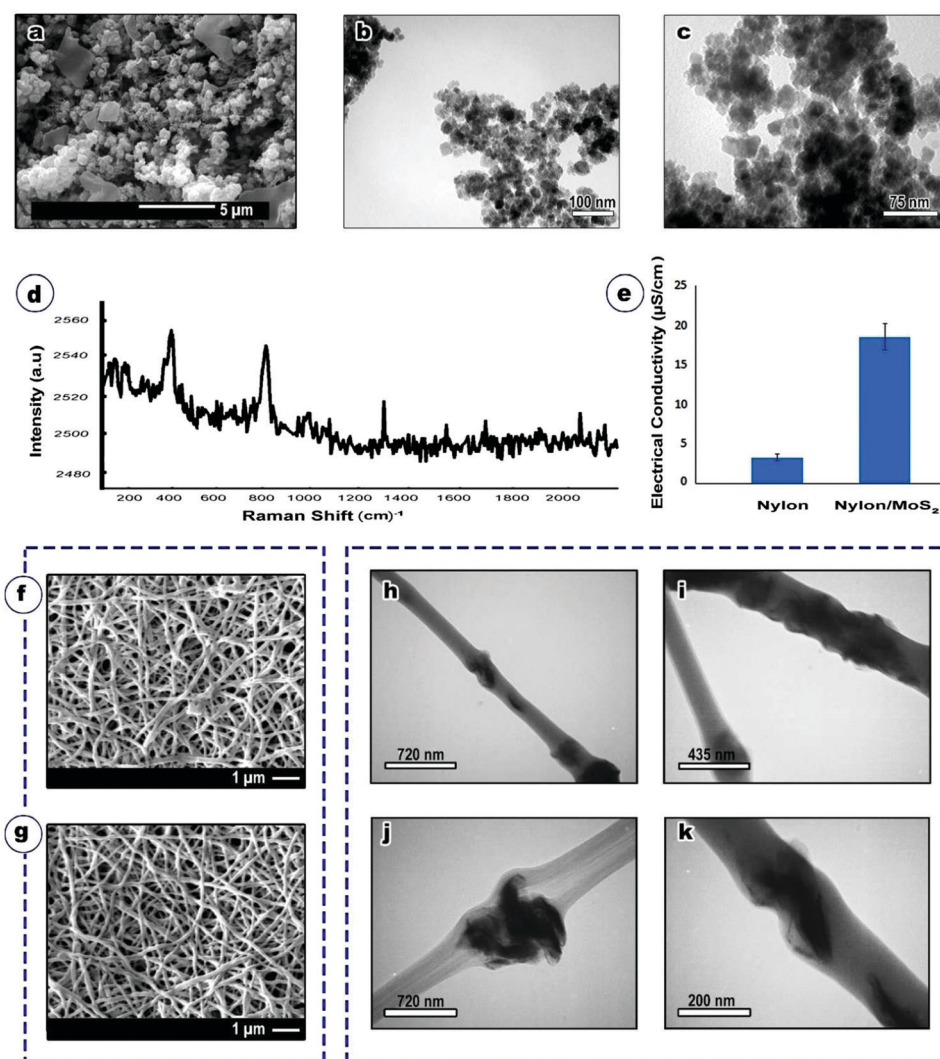 a
b
c
5 µm
100 nm
75 nm
d
Intensity (a.u)
2560
2540
2520
2500
2480
200 400 600 800 1000 1200 1400 1600 1800 2000
Raman Shift (cm)-1
e
Electrical Conductivity (µS/cm)
25
20
15
10
5
0
Nylon Nylon/MoS2
f
1 µm
g
1 µm
h
720 nm
i
435 nm
j
720 nm
k
200 nm